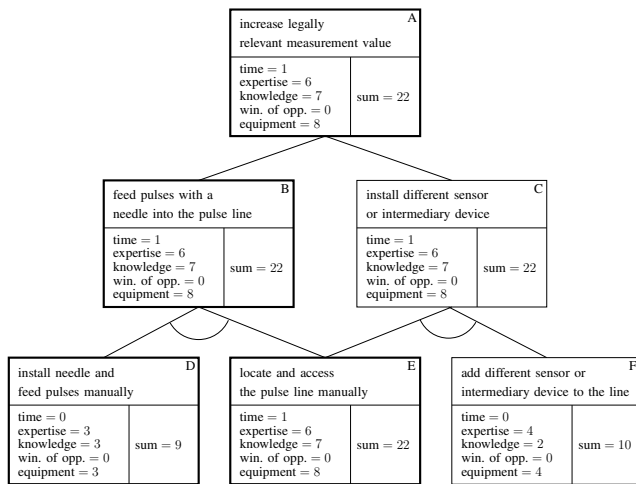 A
increase legally
relevant measurement value
time = 1
expertise = 6
knowledge = 7
win. of opp. = 0
equipment = 8
sum = 22
B
feed pulses with a
needle into the pulse line
time = 1
expertise = 6
knowledge = 7
win. of opp. = 0
equipment = 8
sum = 22
C
install different sensor
or intermediary device
time = 1
expertise = 6
knowledge = 7
win. of opp. = 0
equipment = 8
sum = 22
D
install needle and
feed pulses manually
time = 0
expertise = 3
knowledge = 3
win. of opp. = 0
equipment = 3
sum = 9
E
locate and access
the pulse line manually
time = 1
expertise = 6
knowledge = 7
win. of opp. = 0
equipment = 8
sum = 22
F
add different sensor or
intermediary device to the line
time = 0
expertise = 4
knowledge = 2
win. of opp. = 0
equipment = 4
sum = 10